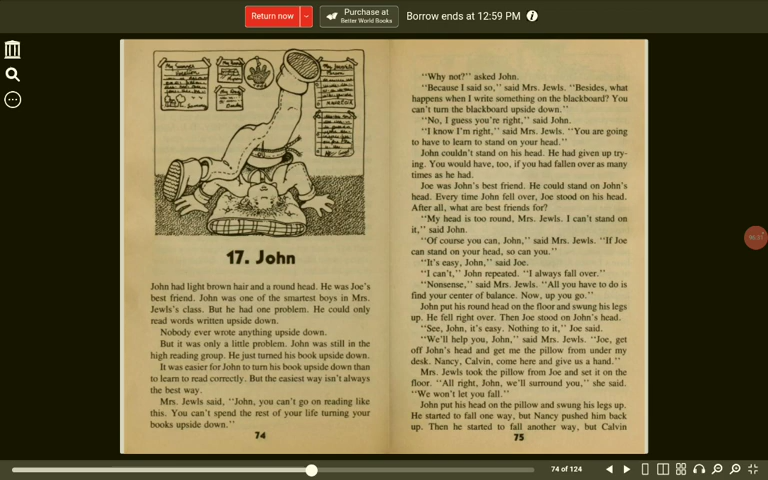 Return now
Purchase at
Better World Books
Borrow ends at 12:59 PM
17. John
John had light brown hair and a round head. He was Joe's
best friend. John was one of the smartest boys in Mrs.
Jewls's class. But he had one problem. He could only
read words written upside down.
Nobody ever wrote anything upside down.
But it was only a little problem. John was still in the
high reading group. He just turned his book upside down.
It was easier for John to turn his book upside down than
to learn to read correctly. But the easiest way isn't always
the best way.
Mrs. Jewls said, "John, you can't go on reading like
this. You can't spend the rest of your life turning your
books upside down."
74
"Why not?" asked John.
"Because I said so," said Mrs. Jewls. "Besides, what
happens when I write something on the blackboard? You
can't turn the blackboard upside down."
"No, I guess you're right," said John.
"I know I'm right," said Mrs. Jewls. "You are going
to have to learn to stand on your head."
John couldn't stand on his head. He had given up try-
ing. You would have, too, if you had fallen over as many
times as he had.
Joe was John's best friend. He could stand on John's
head. Every time John fell over, Joe stood on his head.
After all, what are best friends for?
"My head is too round, Mrs. Jewls. I can't stand on
it," said John.
"Of course you can, John," said Mrs. Jewls. "If Joe
can stand on your head, so can you."
"It's easy, John," said Joe.
"I can't," John repeated. "I always fall over."
"Nonsense," said Mrs. Jewls. "All you have to do is
find your center of balance. Now, up you go."
John put his round head on the floor and swung his legs
up. He fell right over. Then Joe stood on John's head.
"See, John, it's easy. Nothing to it," Joe said.
"We'll help you, John," said Mrs. Jewls. "Joe, get
off John's head and get me the pillow from under my
desk. Nancy, Calvin, come here and give us a hand."
Mrs. Jewls took the pillow from Joe and set it on the
floor. "All right, John, we'll surround you," she said.
"We won't let you fall."
John put his head on the pillow and swung his legs up.
He started to fall one way, but Nancy pushed him back
up. Then he started to fall another way, but Calvin
75
74 of 124